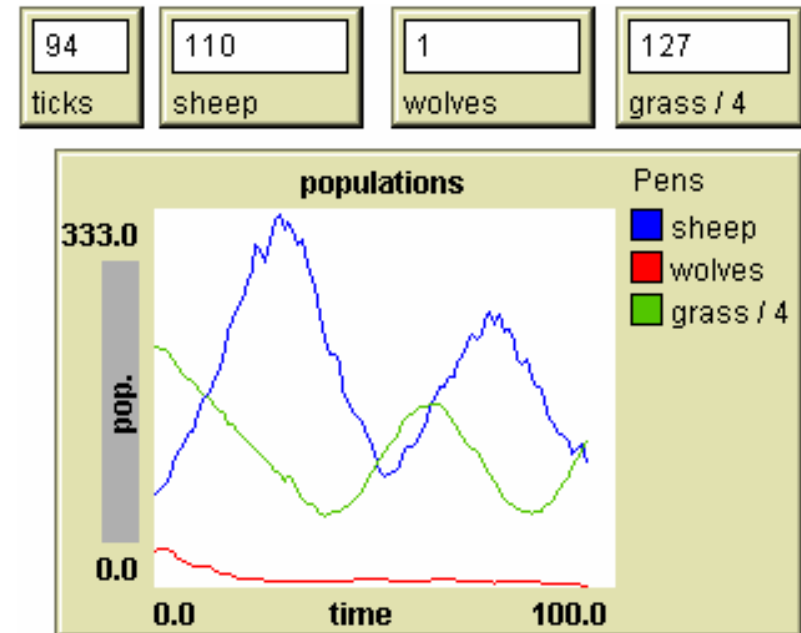 94
ticks
110
sheep
1
wolves
127
grass / 4
populations
Pens
sheep
wolves
grass / 4
333.0
pop.
0.0
0.0 time 100.0